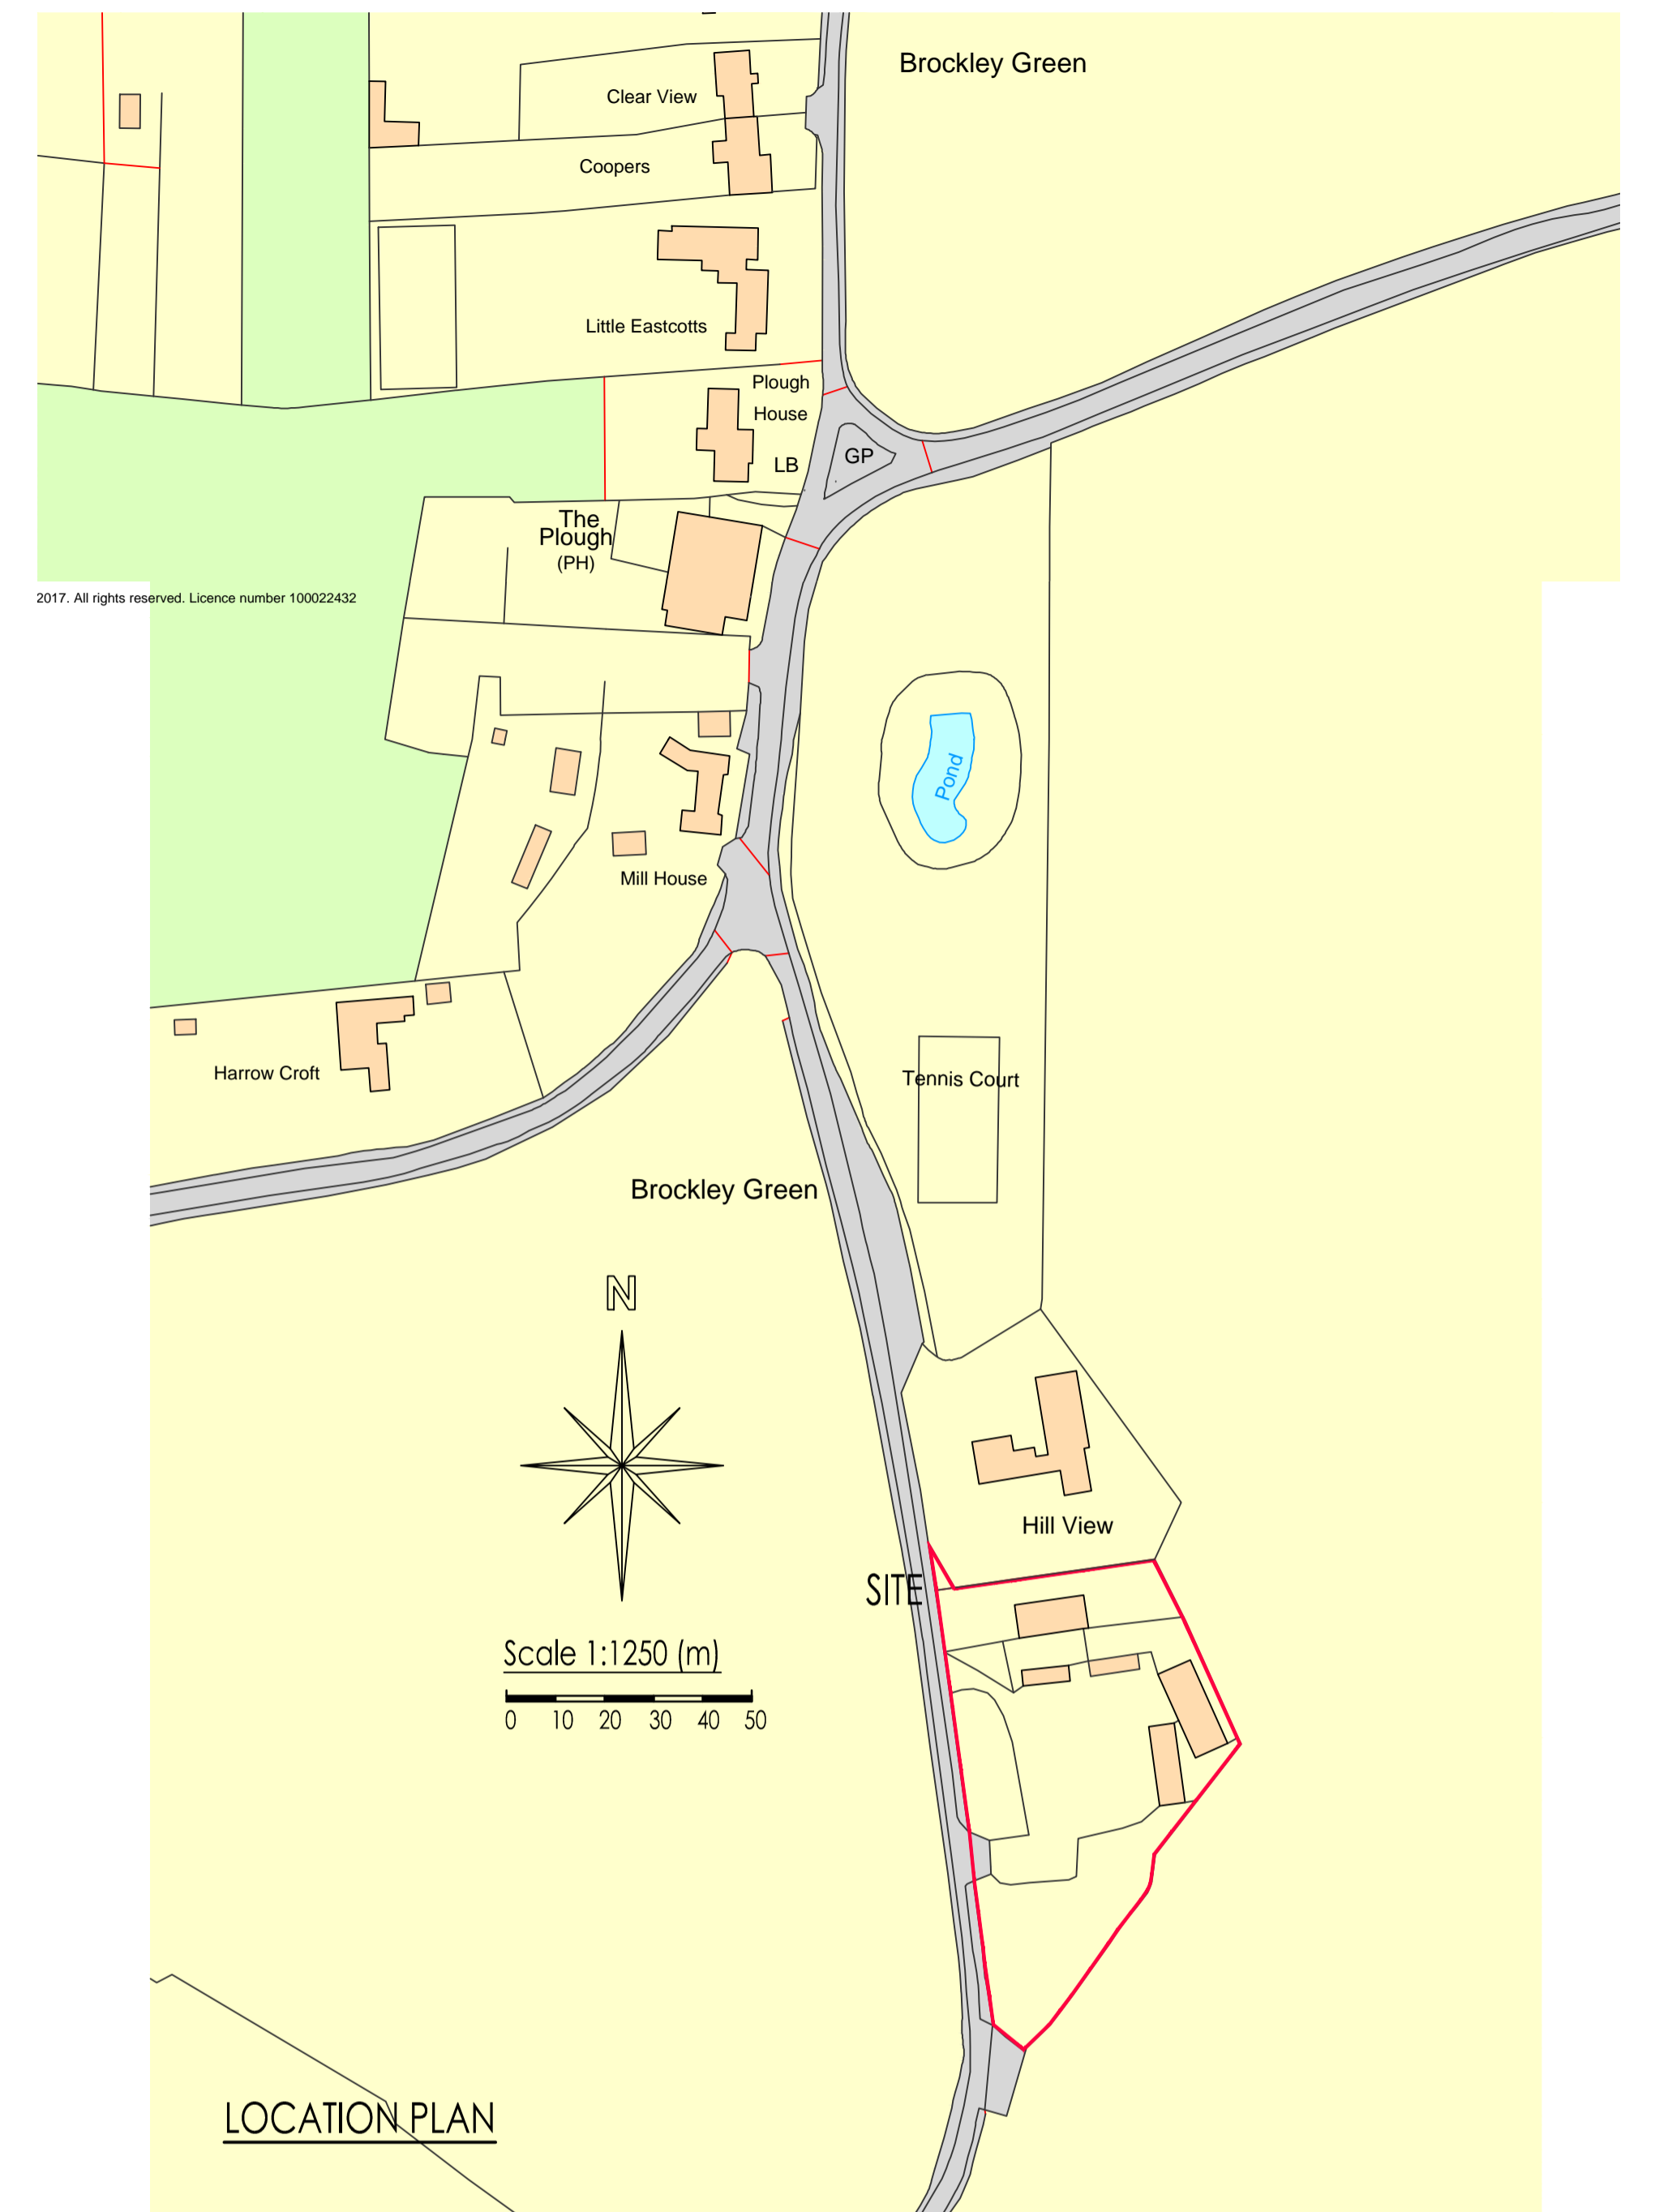 Brockley Green
Clear View
Coopers
Little Eastcotts
Plough
House
LB
GP
The
Plough
(PH)
2017. All rights reserved. Licence number 100022432
Pond
Mill House
Harrow Croft
Tennis Court
Brockley Green
N
Hill View
SITE
Scale 1:1250 (m)
0 10 20 30 40 50
LOCATION PLAN